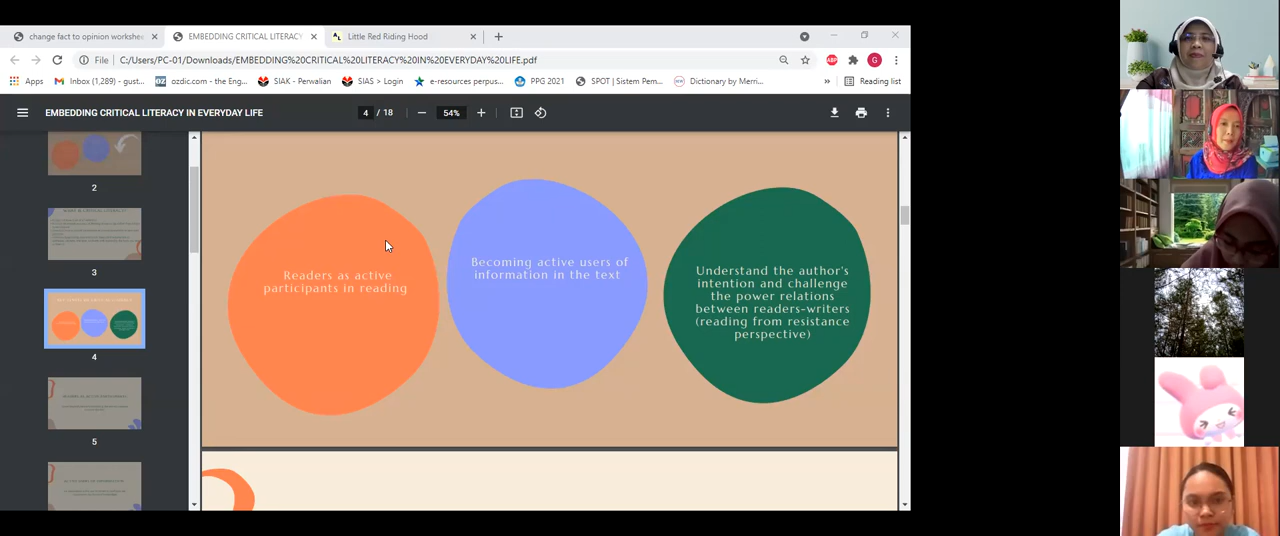 change fact to opinion workshee
EMBEDDING CRITICAL LITERACY
Little Red Riding Hood
File
C:/Users/PC-01/Downloads/EMBEDDING%20CRITICAL%20LITERACY%20IN%20EVERYDAY%20LIFE.pdf
G
Apps
Inbox (1,289) - gust...
ozdic.com - the Eng...
SIAK - Perwalian
SIAS > Login
e-resources perpus...
PPG 2021
SPOT | Sistem Pem...
Dictionary by Merri...
»
Reading list
EMBEDDING CRITICAL LITERACY IN EVERYDAY LIFE
4 / 18
54%
2
3
4
5
Readers as active
participants in reading
Becoming active users of
information in the text
Understand the author's
intention and challenge
the power relations
between readers-writers
(reading from resistance
perspective)